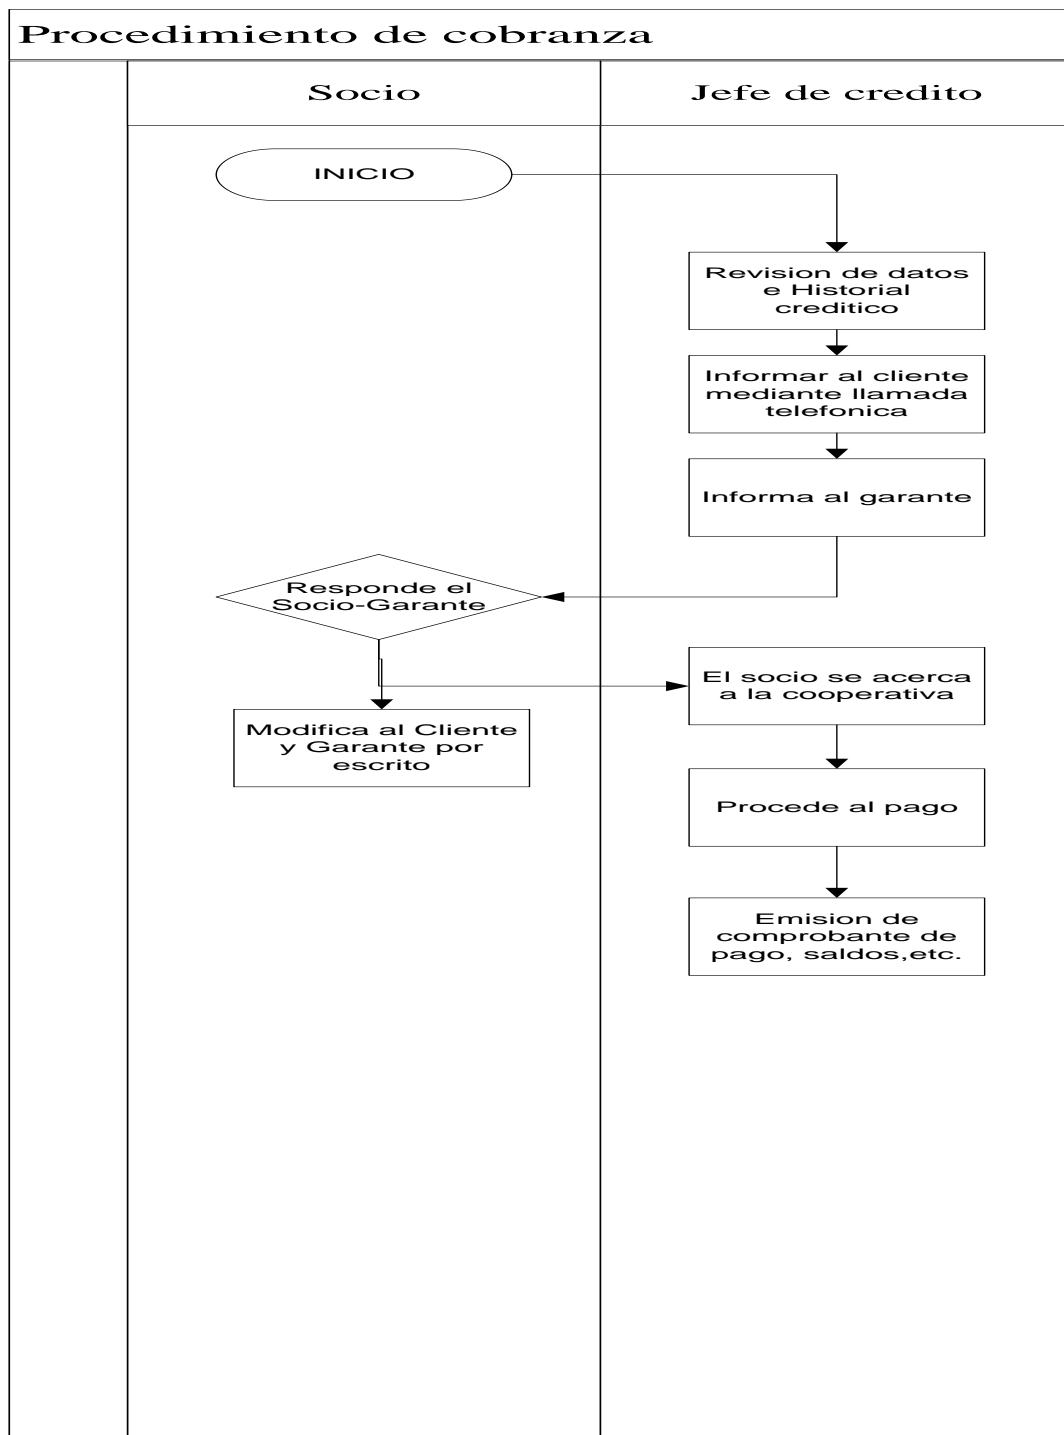 Procedimiento de cobranza
Socio
Jefe de credito
INICIO
Revision de datos
e Historial
crediticio
Informar al cliente
mediante llamada
telefonica
Informa al garante
Responde el
Socio-Garante
El socio se acerca
a la cooperativa
Modifica al Cliente
y Garante por
escrito
Procede al pago
Emision de
comprobante de
pago, saldos,etc.